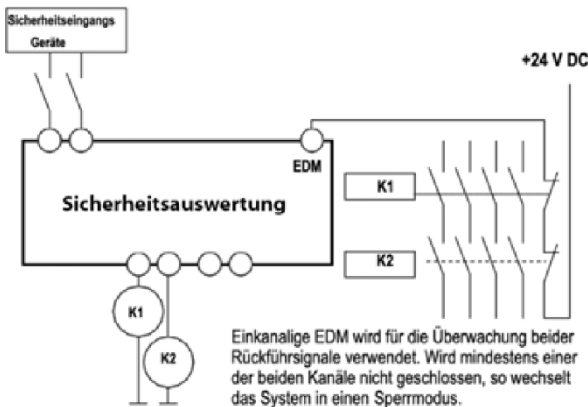 Sicherheitseingangs
Geräte
+24 V DC
EDM
Sicherheitsauswertung
K1
K2
K1
K2
Einkanalige EDM wird für die Überwachung beider
Rückführsignale verwendet. Wird mindestens einer
der beiden Kanäle nicht geschlossen, so wechselt
das System in einen Sperrmodus.